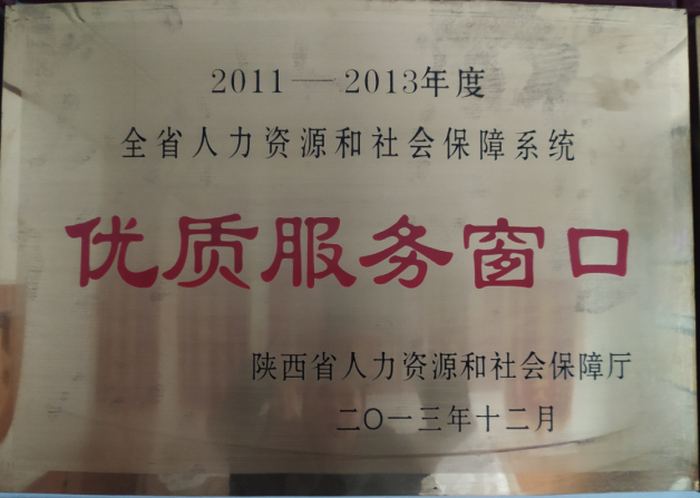 2011——2013年度
全省人力资源和社会保障系统
优质服务窗口
陕西省人力资源和社会保障厅
二〇一三年十二月